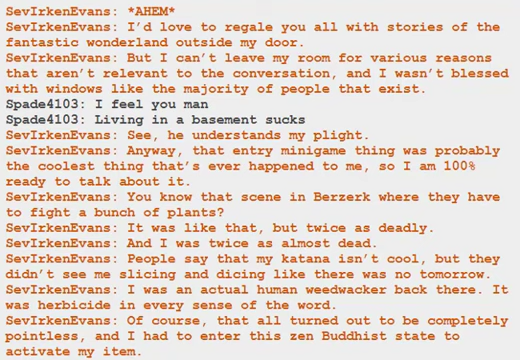 SevIrkenEvans: *AHEM*
SevIrkenEvans: I'd love to regale you all with stories of the
fantastic wonderland outside my door.
SevIrkenEvans: But I can't leave my room for various reasons
that aren't relevant to the conversation, and I wasn't blessed
with windows like the majority of people that exist.
Spade4103: I feel you man
Spade4103: Living in a basement sucks
SevIrkenEvans: See, he understands my plight.
SevIrkenEvans: Anyway, that entry minigame thing was probably
the coolest thing that's ever happened to me, so I am 100%
ready to talk about it.
SevIrkenEvans: You know that scene in Berzerk where they have
to fight a bunch of plants?
SevIrkenEvans: It was like that, but twice as deadly.
SevIrkenEvans: And I was twice as almost dead.
SevIrkenEvans: People say that my katana isn't cool, but they
didn't see me slicing and dicing like there was no tomorrow.
SevIrkenEvans: I was an actual human weedwacker back there. It
was herbicide in every sense of the word.
SevIrkenEvans: Of course, that all turned out to be completely
pointless, and I had to enter this zen Buddhist state to
activate my item.